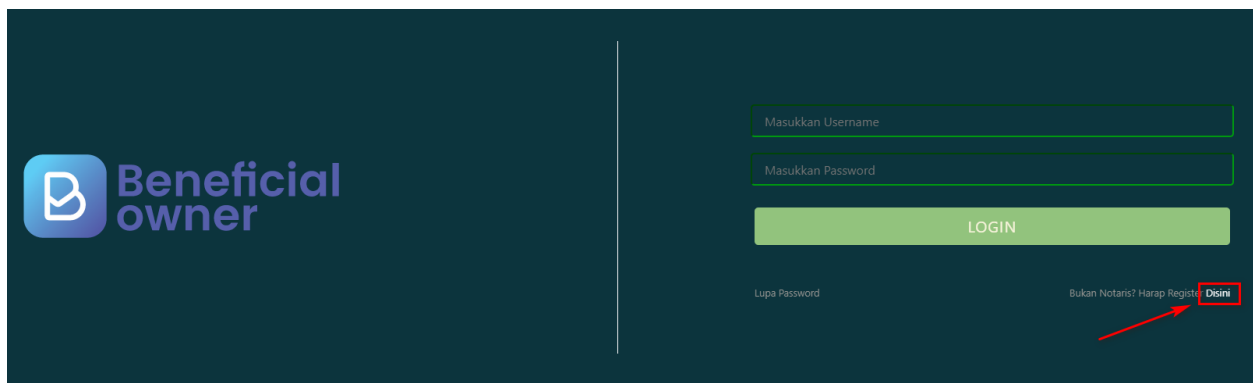 Beneficial
owner
Masukkan Username
Masukkan Password
LOGIN
Lupa Password
Bukan Notaris? Harap Register Disini